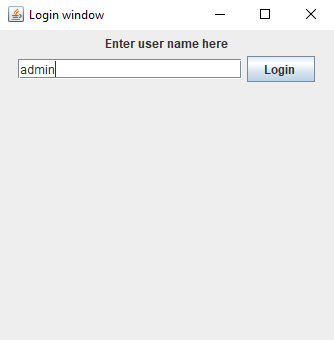 Login window
Enter user name here
admin
Login